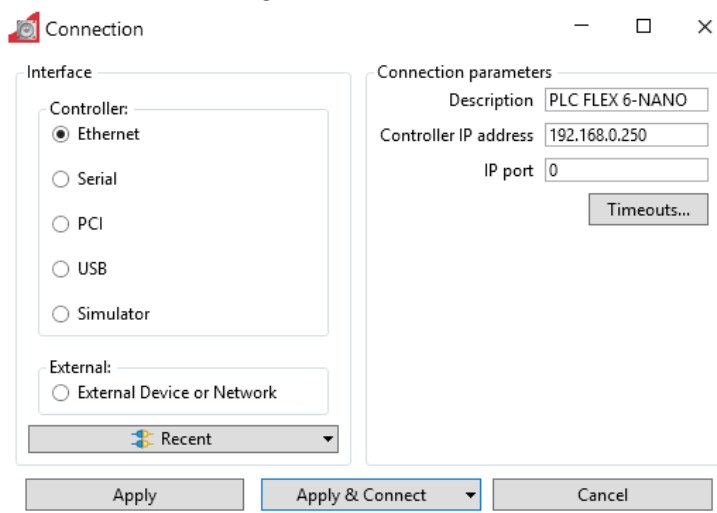 Connection
Interface
Controller:
Ethernet
Serial
PCI
USB
Simulator
External:
External Device or Network
Recent
Connection parameters
Description PLC FLEX 6-NANO
Controller IP address 192.168.0.250
IP port 0
Timeouts...
Apply
Apply & Connect
Cancel